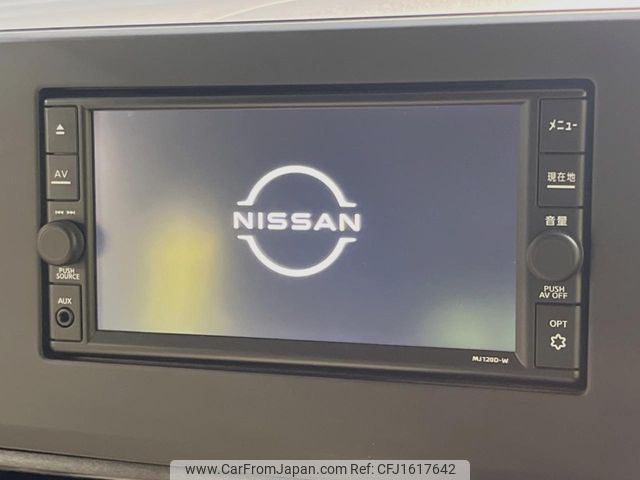 AV
PUSH
SOURCE
AUX
NISSAN
メニュー
現在地
音量
PUSH
AV OFF
OPT
MJ120D-W
www.CarFromJapan.com | CFJ1617642